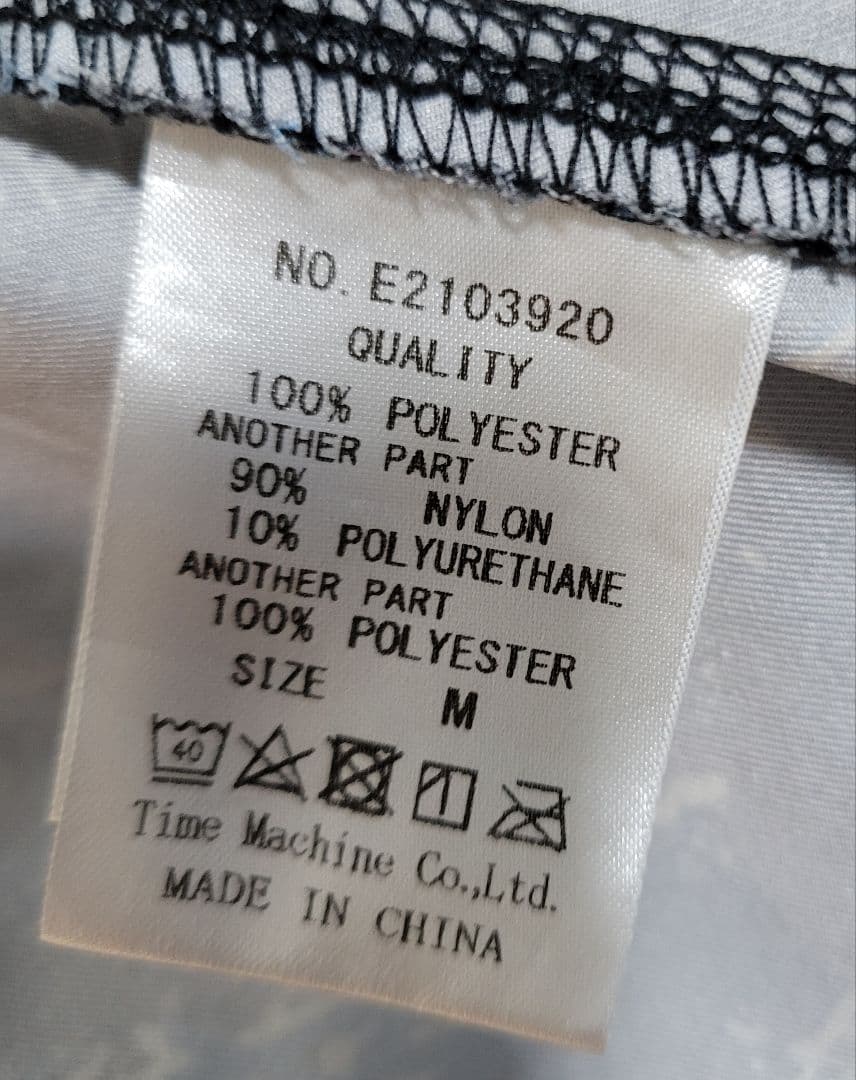 NO. E2103920
QUALITY
100% POLYESTER
ANOTHER PART
90% NYLON
10% POLYURETHANE
ANOTHER PART
100% POLYESTER
SIZE M
40
Time Machine Co.,Ltd.
MADE IN CHINA